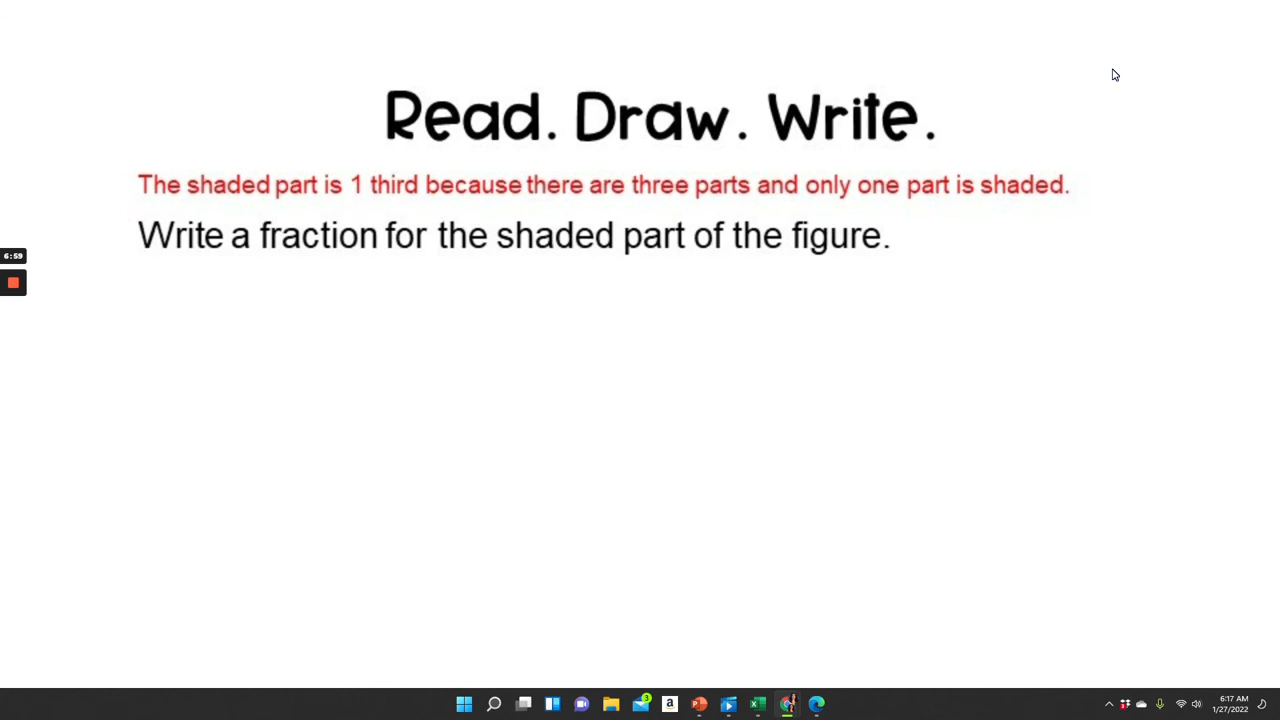 Read. Draw. Write.
The shaded part is 1 third because there are three parts and only one part is shaded.
Write a fraction for the shaded part of the figure.
6:59
3
a
6:17 AM
1/27/2022